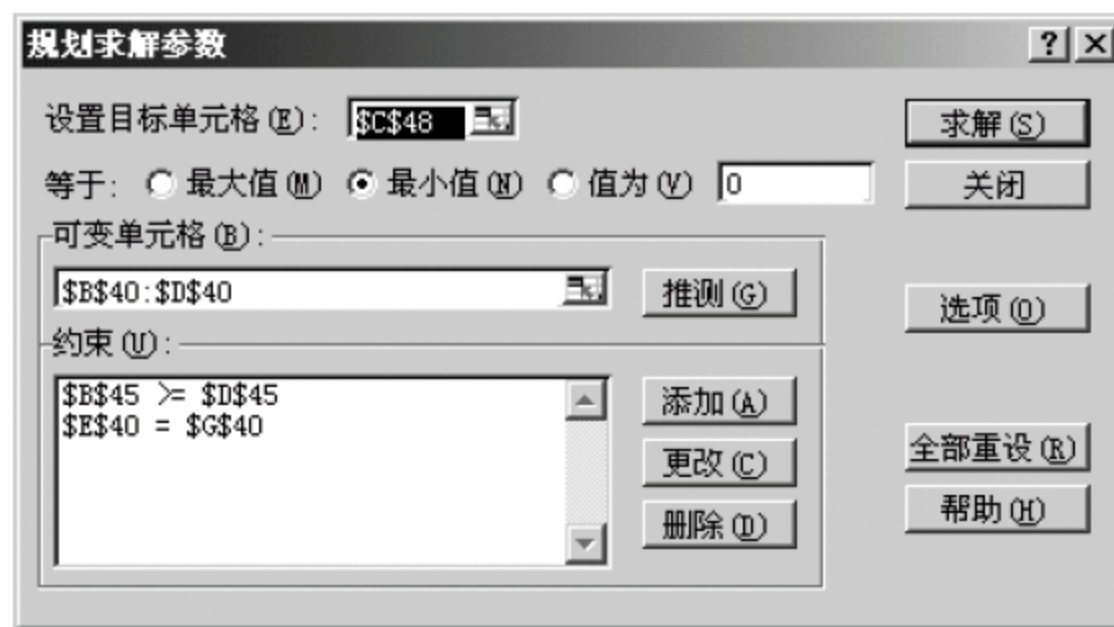 规划求解参数
设置目标单元格(E): $C$48 求解(S)
等于: 最大值(M) 最小值(N) 值为(V) 0 关闭
可变单元格(B):
$B$40:$D$40 推测(G) 选项(O)
约束(U):
$B$45 >= $D$45 添加(A)
$E$40 = $G$40
更改(C) 全部重设(R)
删除(D) 帮助(H)